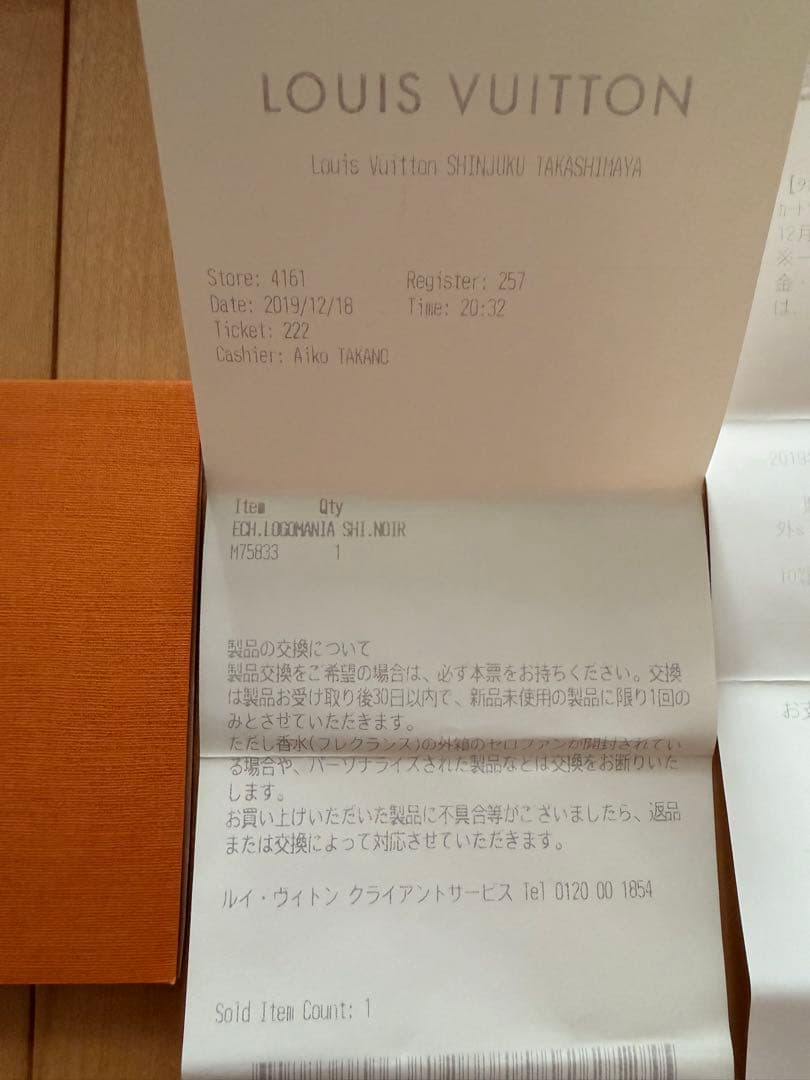 LOUIS VUITTON
Louis Vuitton SHINJUKU TAKASHIMAYA
Store: 4161 Register: 257
Date: 2019/12/18 Time: 20:32
Ticket: 222
Cashier: Aiko TAKANO
Item Qty
ECH.LOGOMANIA SHI.NOIR
M75833 1
製品の交換について
製品交換をご希望の場合は、必ず本票をお持ちください。交換
は製品お受け取り後30日以内で、新品未使用の製品に限り1回の
みとさせていただきます。
ただし香水(フレグランス)の外箱のセロファンが開封されてい
る場合や、パーソナライズされた製品などは交換をお断りいた
します。
お買い上げいただいた製品に不具合等がございましたら、返品
または交換によって対応させていただきます。
ルイ・ヴィトン クライアントサービス Tel 0120 00 1854
Sold Item Count: 1
12月
※一
金・
は、
2019
10%
お支